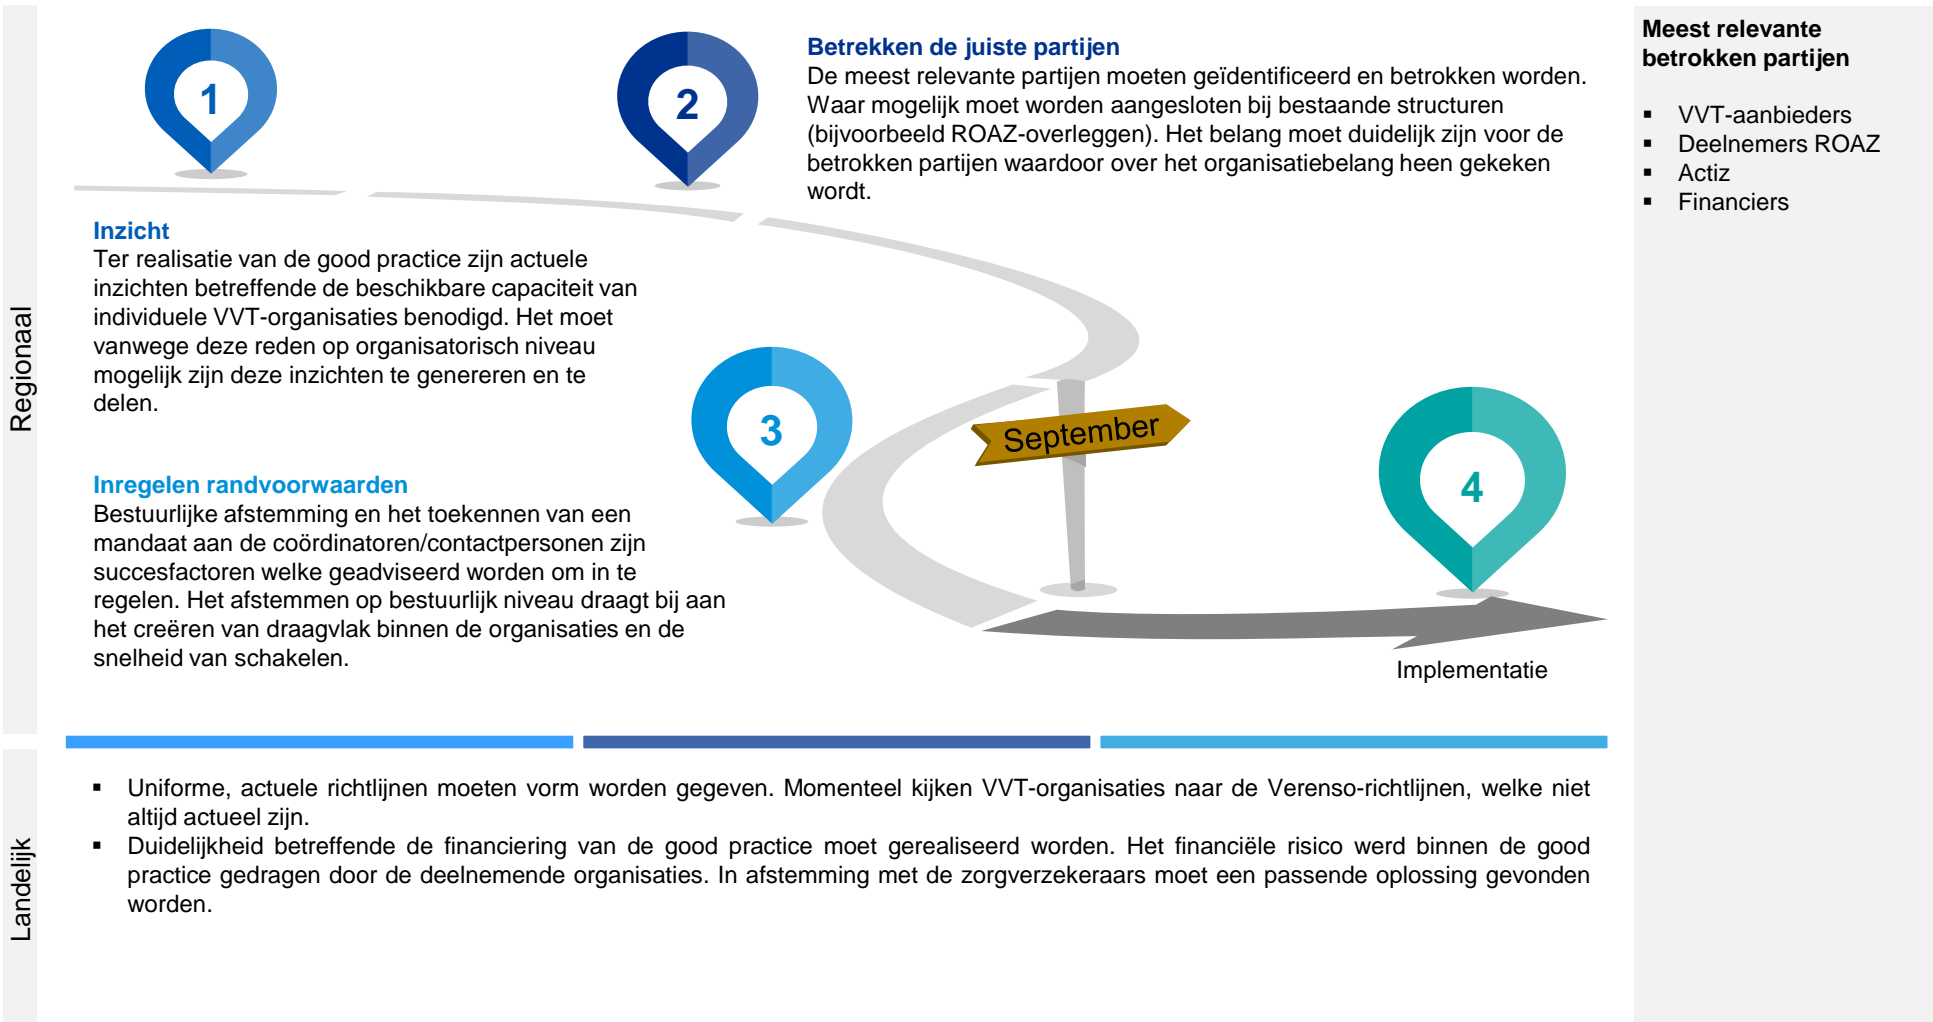 Regionaal
1
Inzicht
Ter realisatie van de good practice zijn actuele
inzichten betreffende de beschikbare capaciteit van
individuele VVT-organisaties benodigd. Het moet
vanwege deze reden op organisatorisch niveau
mogelijk zijn deze inzichten te genereren en te
delen.
2
Betrekken de juiste partijen
De meest relevante partijen moeten geïdentificeerd en betrokken worden.
Waar mogelijk moet worden aangesloten bij bestaande structuren
(bijvoorbeeld ROAZ-overleggen). Het belang moet duidelijk zijn voor de
betrokken partijen waardoor over het organisatiebelang heen gekeken
wordt.
3
Inregelen randvoorwaarden
Bestuurlijke afstemming en het toekennen van een
mandaat aan de coördinatoren/contactpersonen zijn
succesfactoren welke geadviseerd worden om in te
regelen. Het afstemmen op bestuurlijk niveau draagt bij aan
het creëren van draagvlak binnen de organisaties en de
snelheid van schakelen.
September
4
Implementatie
Landelijk
▪ Uniforme, actuele richtlijnen moeten vorm worden gegeven. Momenteel kijken VVT-organisaties naar de Verenso-richtlijnen, welke niet
altijd actueel zijn.
▪ Duidelijkheid betreffende de financiering van de good practice moet gerealiseerd worden. Het financiële risico werd binnen de good
practice gedragen door de deelnemende organisaties. In afstemming met de zorgverzekeraars moet een passende oplossing gevonden
worden.
Meest relevante
betrokken partijen
▪ VVT-aanbieders
▪ Deelnemers ROAZ
▪ Actiz
▪ Financiers